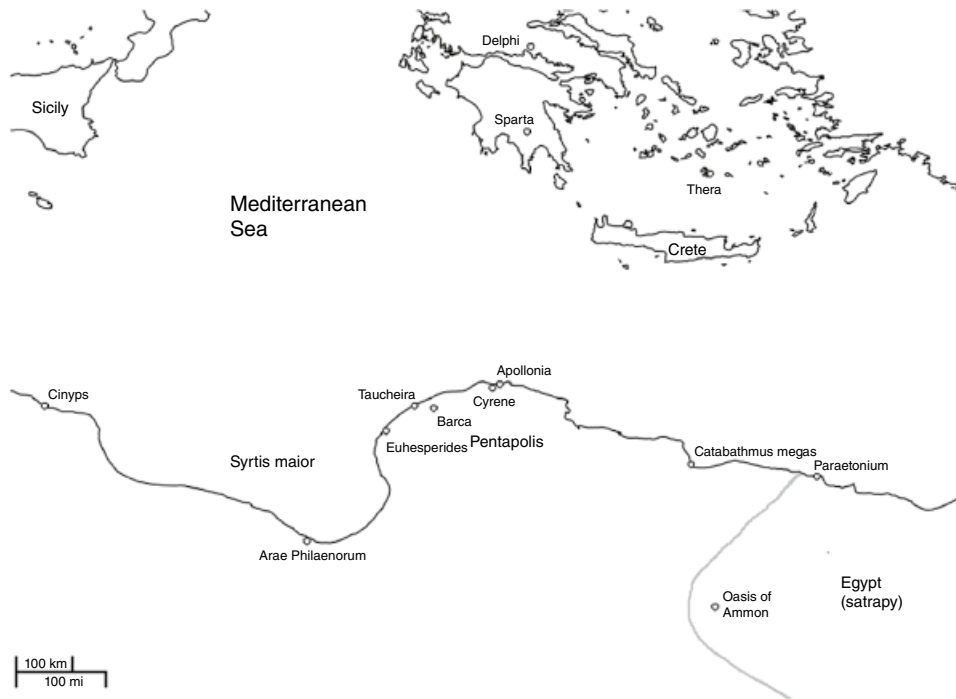 Delphi
Sicily
Sparta
Thera
Mediterranean
Sea
Crete
Apollonia
Cinyps
Taucheira
Cyrene
Barca
Euhesperides
Pentapolis
Catabathmus megas
Syrtis maior
Paraetonium
Arae Philaenorum
Egypt
(satrapy)
Oasis of
Ammon
100 km
100 mi